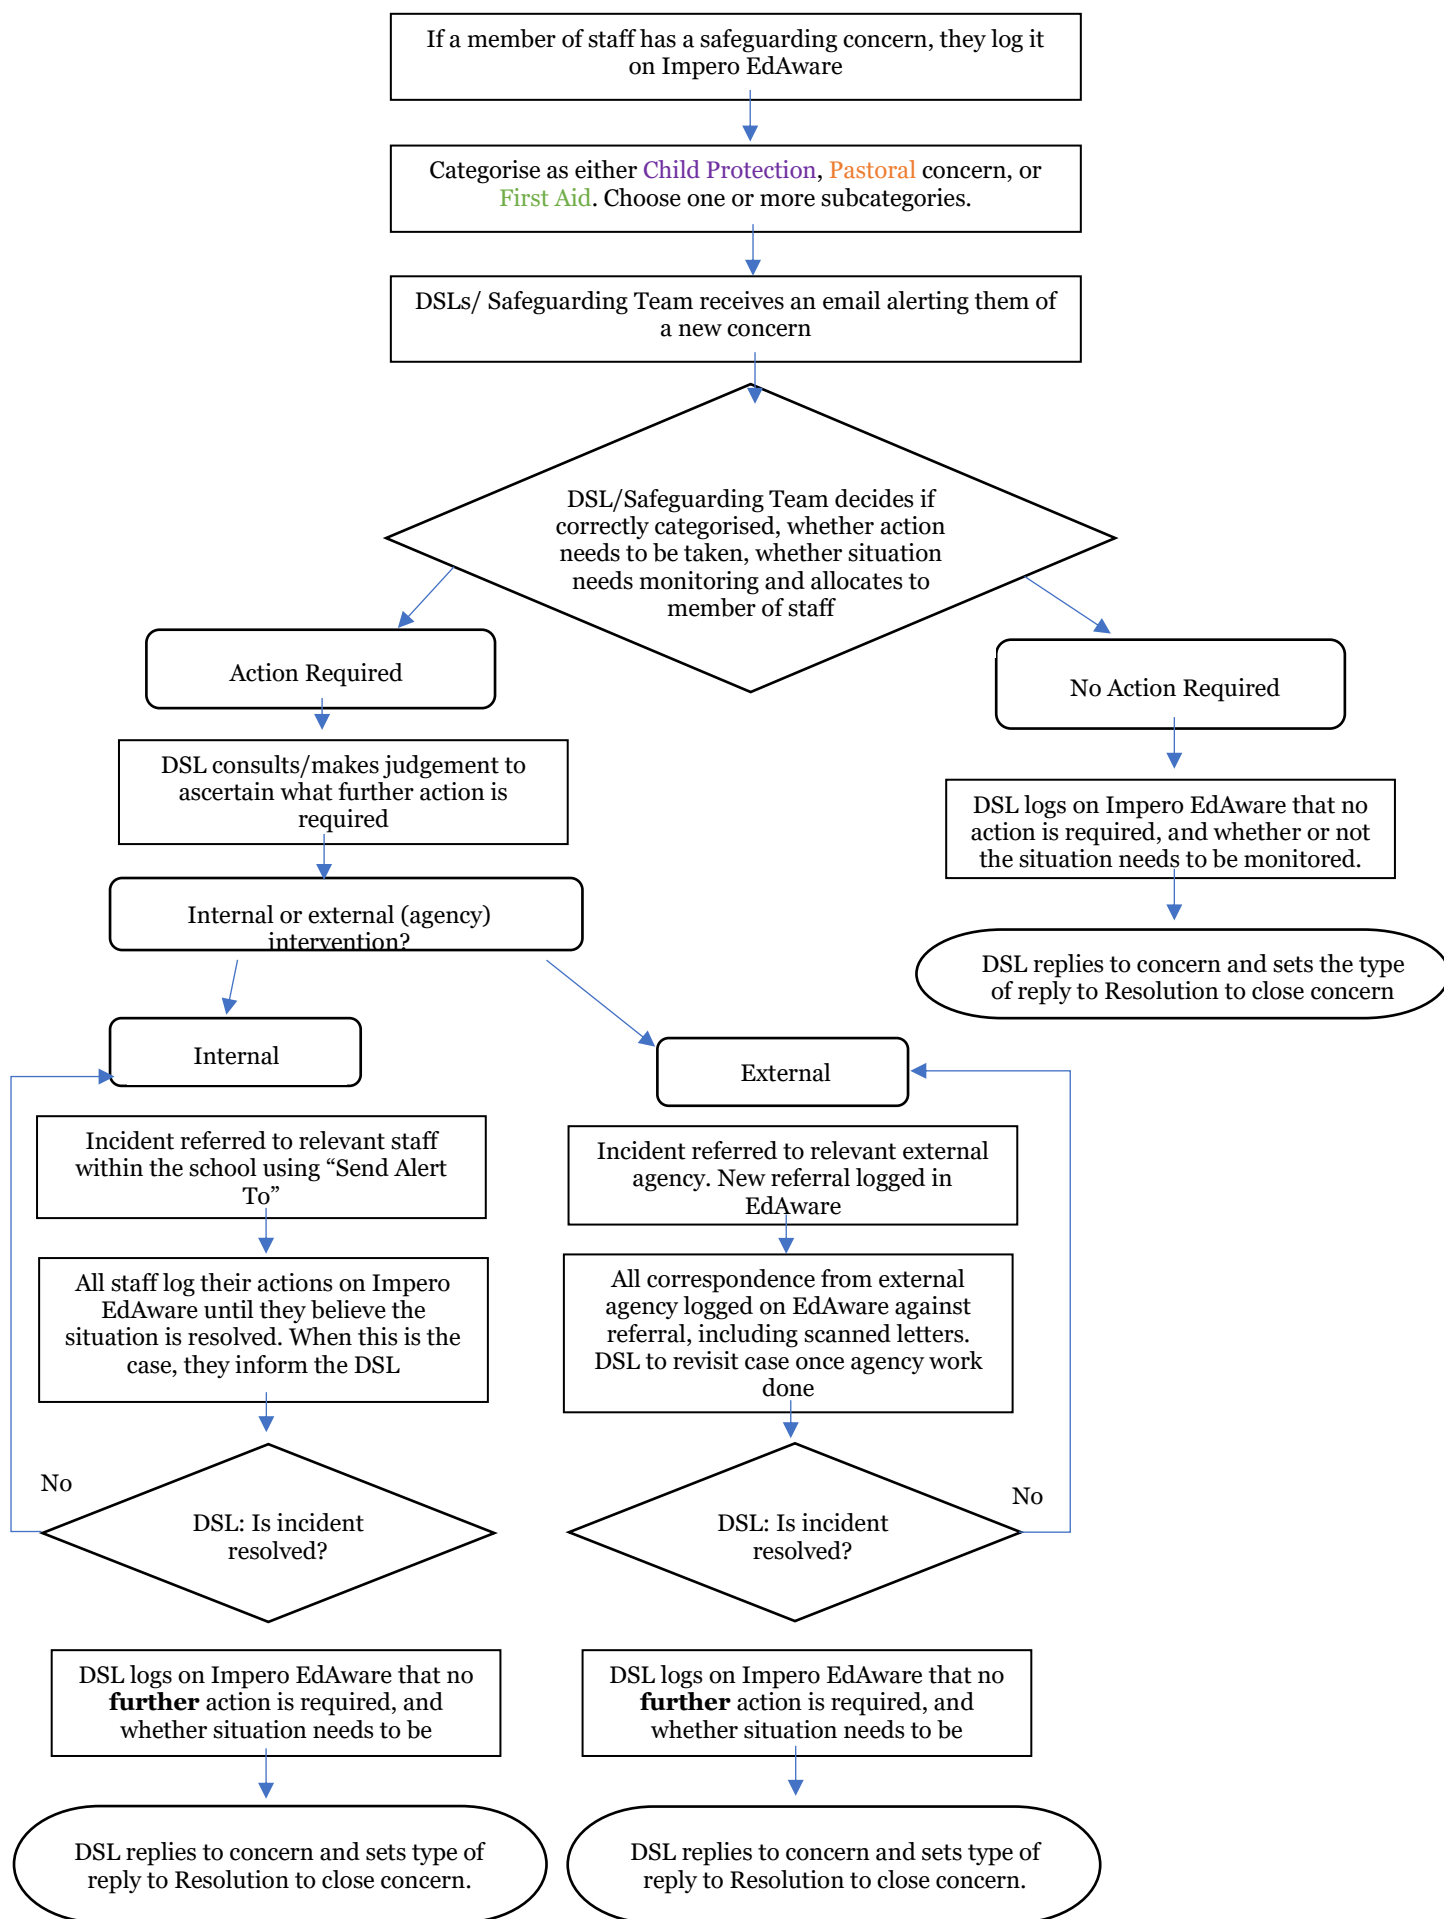 If a member of staff has a safeguarding concern, they log it
on Impero EdAware
Categorise as either Child Protection, Pastoral concern, or
First Aid. Choose one or more subcategories.
DSLs/ Safeguarding Team receives an email alerting them of
a new concern
DSL/Safeguarding Team decides if
correctly categorised, whether action
needs to be taken, whether situation
needs monitoring and allocates to
member of staff
Action Required
No Action Required
DSL consults/makes judgement to
ascertain what further action is
required
DSL logs on Impero EdAware that no
action is required, and whether or not
the situation needs to be monitored.
Internal or external (agency)
intervention?
DSL replies to concern and sets the type
of reply to Resolution to close concern
Internal
External
Incident referred to relevant staff
within the school using “Send Alert
To”
Incident referred to relevant external
agency. New referral logged in
EdAware
All staff log their actions on Impero
EdAware until they believe the
situation is resolved. When this is the
case, they inform the DSL
All correspondence from external
agency logged on EdAware against
referral, including scanned letters.
DSL to revisit case once agency work
done
No
DSL: Is incident
resolved?
No
DSL: Is incident
resolved?
DSL logs on Impero EdAware that no
further action is required, and
whether situation needs to be
DSL logs on Impero EdAware that no
further action is required, and
whether situation needs to be
DSL replies to concern and sets type of
reply to Resolution to close concern.
DSL replies to concern and sets type of
reply to Resolution to close concern.